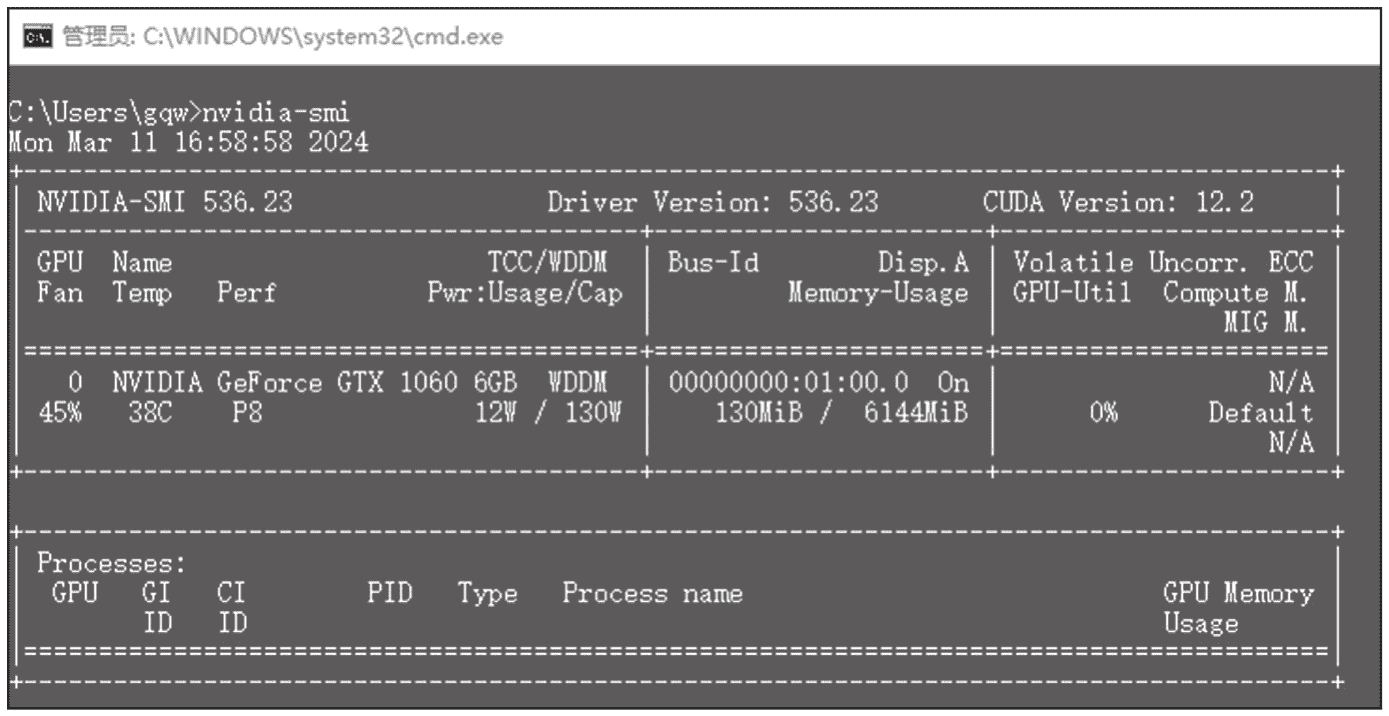 管理员: C:\WINDOWS\system32\cmd.exe
C:\Users\gqw>nvidia-smi
Mon Mar 11 16:58:58 2024
NVIDIA-SMI 536.23 Driver Version: 536.23 CUDA Version: 12.2
GPU Name TCC/WDDM Bus-Id Disp.A Volatile Uncorr. ECC
Fan Temp Perf Pwr:Usage/Cap Memory-Usage GPU-Util Compute M.
MIG M.
0 NVIDIA GeForce GTX 1060 6GB WDDM 00000000:01:00.0 On N/A
45% 38C P8 12W / 130W 130MiB / 6144MiB 0% Default
N/A
Processes:
GPU GI CI PID Type Process name GPU Memory
ID ID Usage